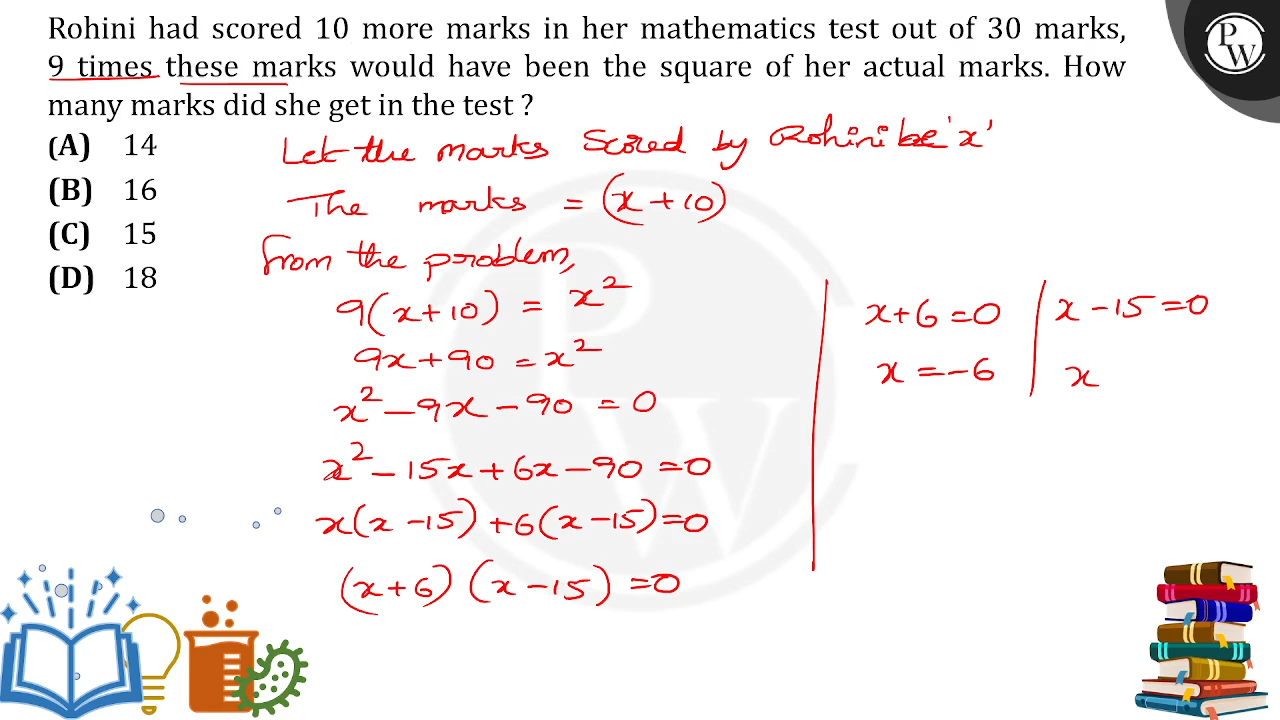 Rohini had scored 10 more marks in her mathematics test out of 30 marks,
9 times these marks would have been the square of her actual marks. How
many marks did she get in the test ?
(A) 14
(B) 16
(C) 15
(D) 18
Let the marks Scored by Rohini be 'x'
The marks = (x + 10)
From the problem,
9(x + 10) = x²
9x + 90 = x²
x² - 9x - 90 = 0
x² - 15x + 6x - 90 = 0
x(x - 15) + 6(x - 15) = 0
(x + 6) (x - 15) = 0
x + 6 = 0
x = -6
x - 15 = 0
x
PW
PW